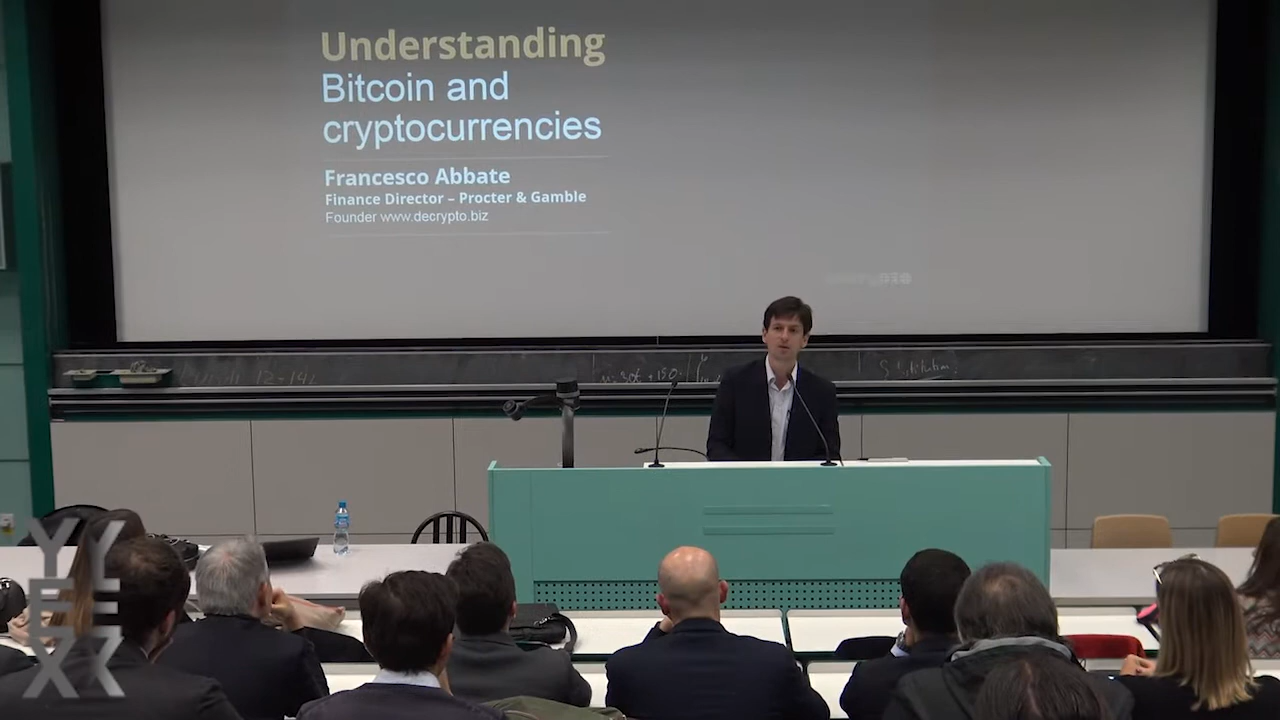 Understanding
Bitcoin and
cryptocurrencies
Francesco Abbate
Finance Director – Procter & Gamble
Founder www.decrypto.biz